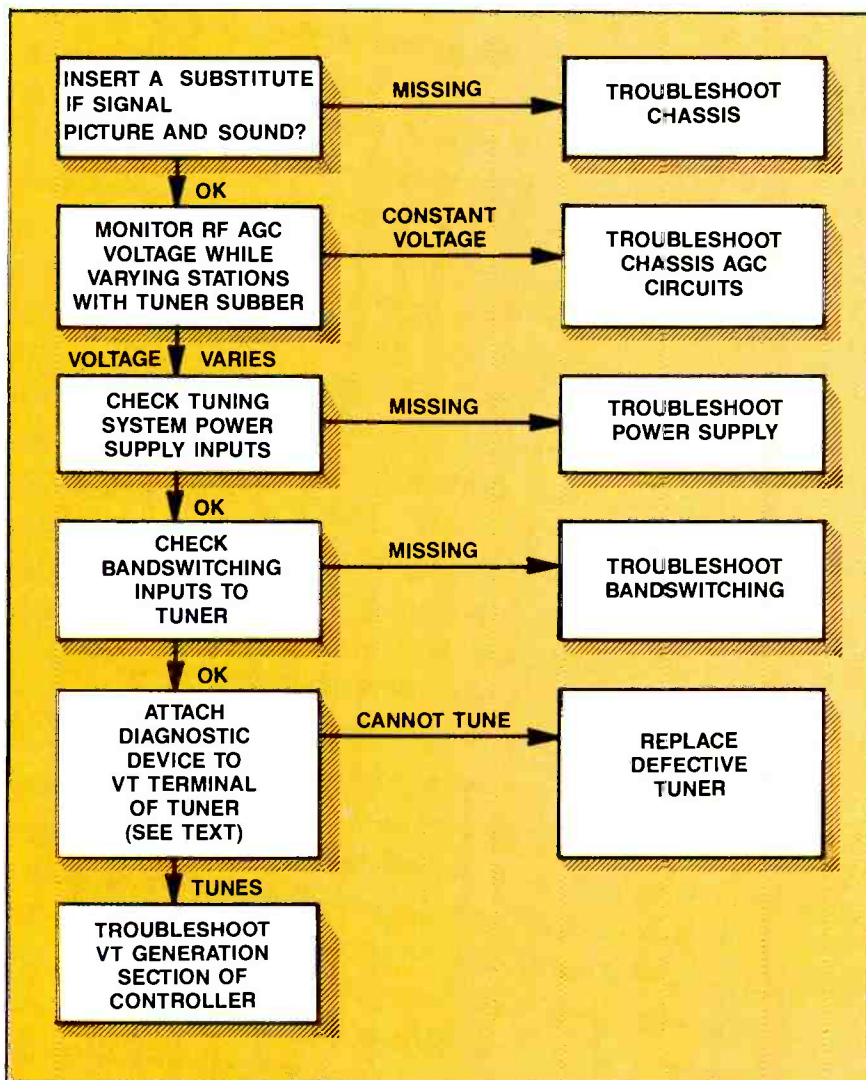 INSERT A SUBSTITUTE
IF SIGNAL
PICTURE AND SOUND?
MISSING
TROUBLESHOOT
CHASSIS
OK
MONITOR RF AGC
VOLTAGE WHILE
VARYING STATIONS
WITH TUNER SUBBER
CONSTANT
VOLTAGE
TROUBLESHOOT
CHASSIS AGC
CIRCUITS
VOLTAGE VARIES
CHECK TUNING
SYSTEM POWER
SUPPLY INPUTS
MISSING
TROUBLESHOOT
POWER SUPPLY
OK
CHECK
BANDSWITCHING
INPUTS TO
TUNER
MISSING
TROUBLESHOOT
BANDSWITCHING
OK
ATTACH
DIAGNOSTIC
DEVICE TO
VT TERMINAL
OF TUNER
(SEE TEXT)
CANNOT TUNE
REPLACE
DEFECTIVE
TUNER
TUNES
TROUBLESHOOT
VT GENERATION
SECTION OF
CONTROLLER